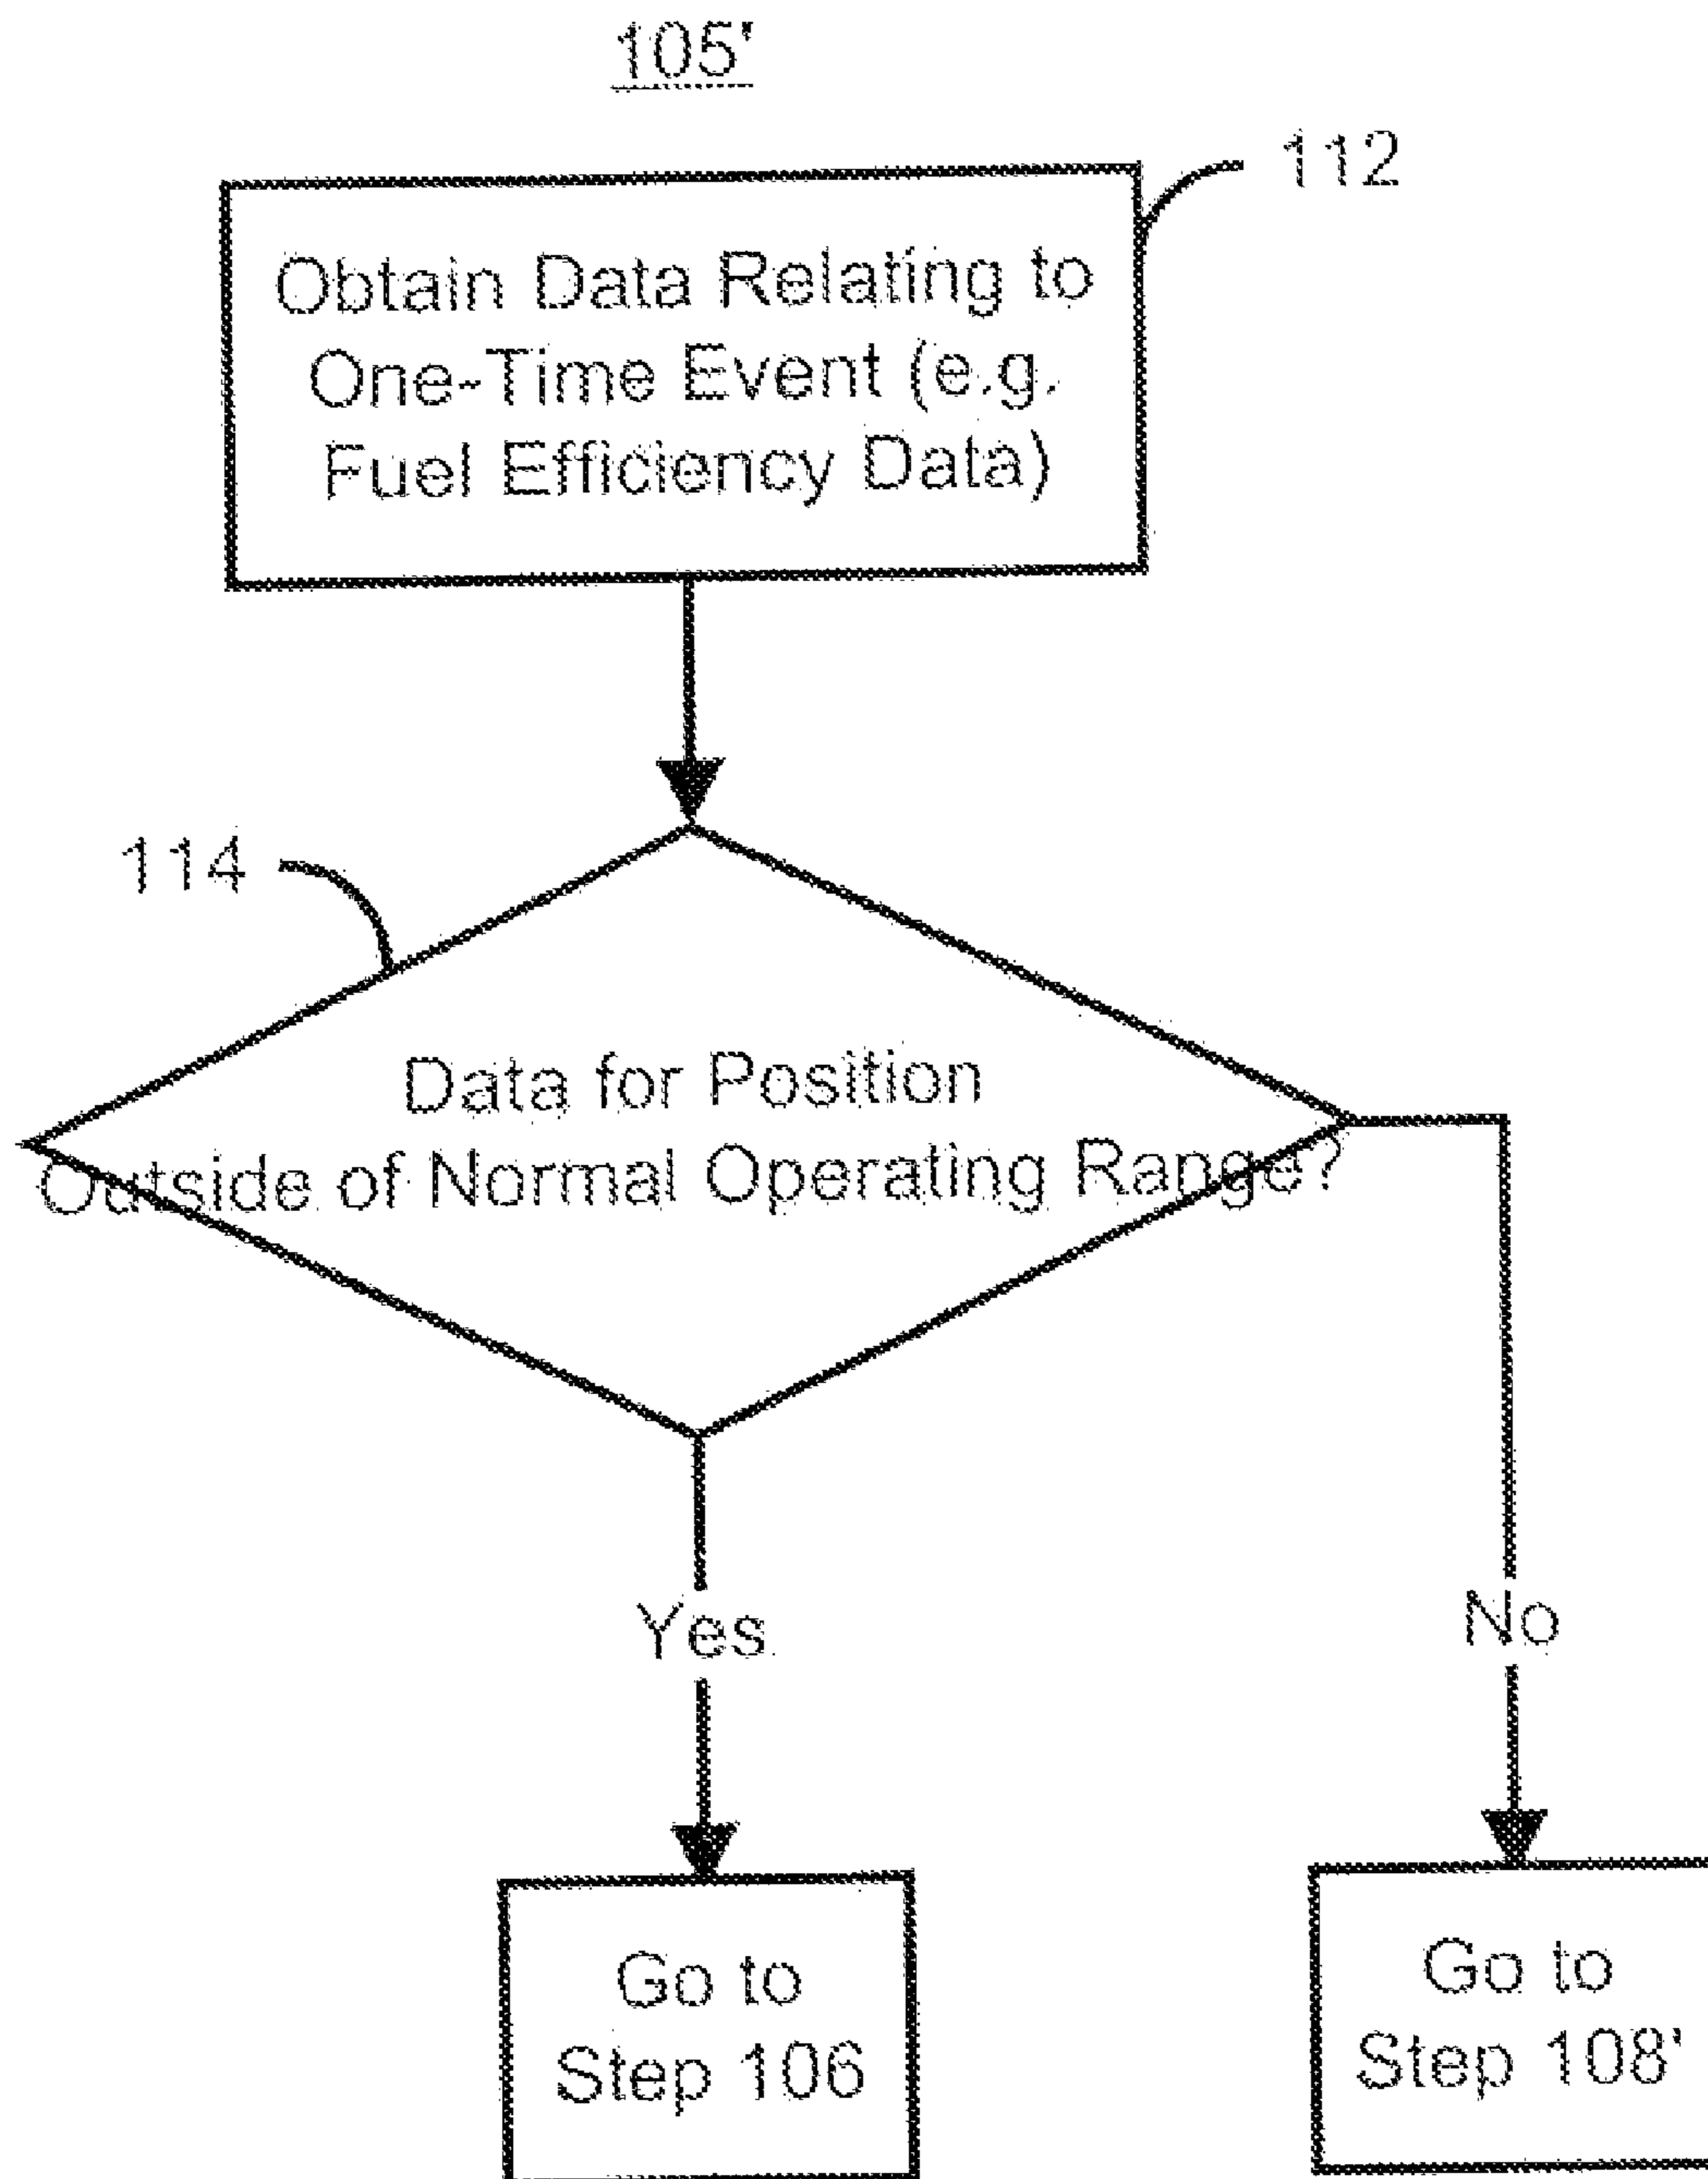 105'
112
Obtain Data Relating to
One-Time Event (e.g.
Fuel Efficiency Data)
114
Data for Position
Outside of Normal Operating Range?
Yes
No
Go to
Step 106
Go to
Step 108'